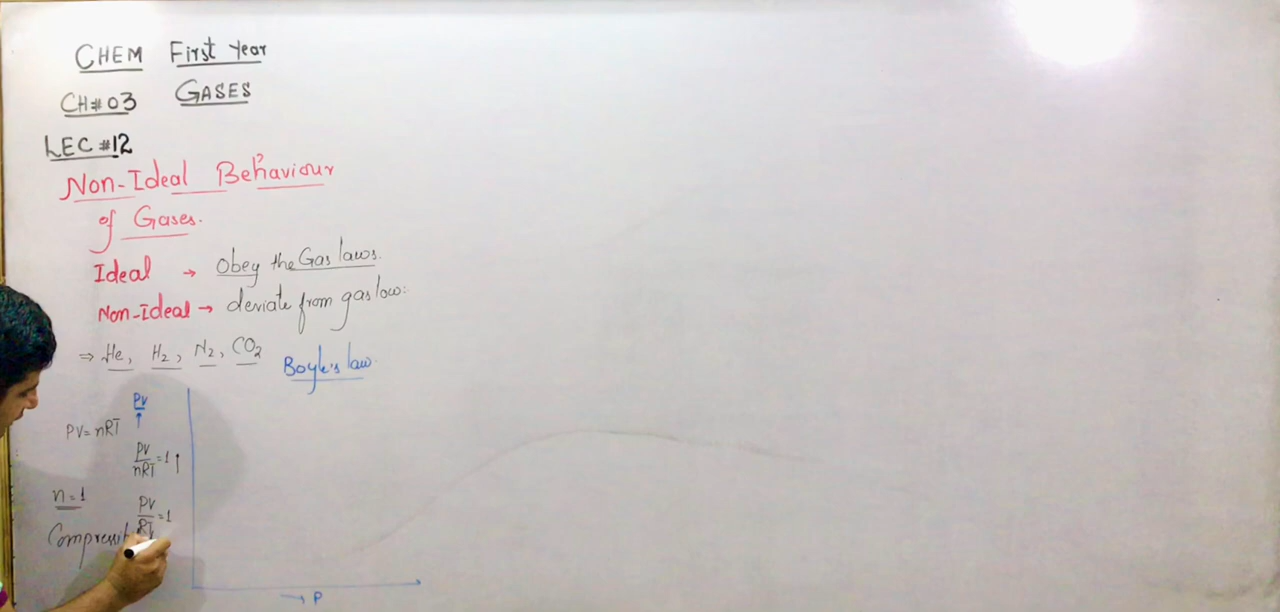 CHEM First Year
CH#03 GASES
LEC #12
Non-Ideal Behaviour
of Gases.
Ideal → Obey the Gas laws.
Non-Ideal → deviate from gas low:
⇒ He, H₂, N₂, CO₂
Boyle's law
PV
↑
PV=nRT
PV/nRT=1 ↑
n=1
PV/RT=1
→ P